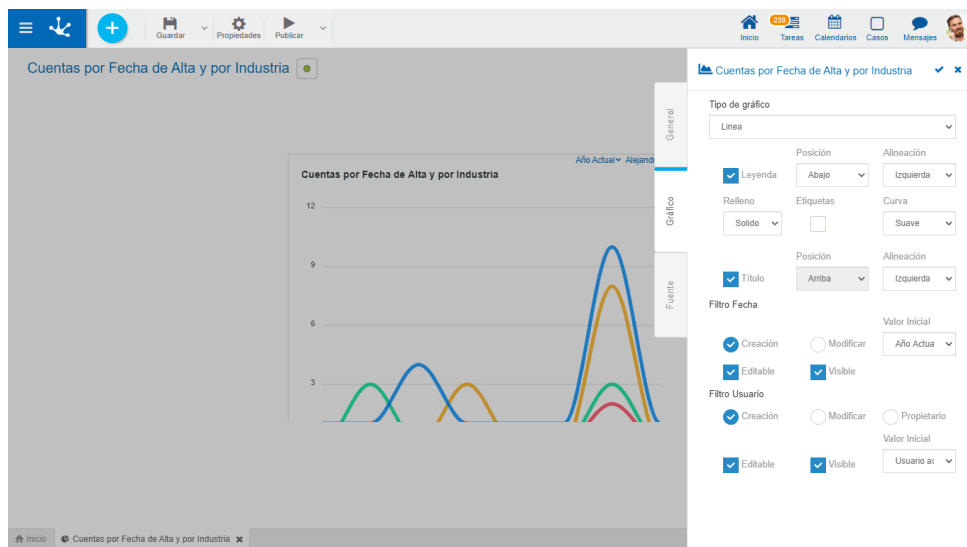 Guardar Propiedades Publicar
238
Inicio Tareas Calendarios Casos Mensajes
Cuentas por Fecha de Alta y por Industria
Cuentas por Fecha de Alta y por Industria
Año Actual
Cuentas por Fecha de Alta y por Industria
12
9
6
3
General
Gráfico
Fuente
Tipo de gráfico
Linea
Posición Alineación
Leyenda Abajo Izquierda
Relleno Etiquetas Curva
Solido Suave
Posición Alineación
Título Arriba Izquierda
Filtro Fecha
Valor Inicial
Creación Modificar Año Actua
Editable Visible
Filtro Usuario
Creación Modificar Propietario
Valor Inicial
Editable Visible Usuario ac
Inicio Cuentas por Fecha de Alta y por Industria